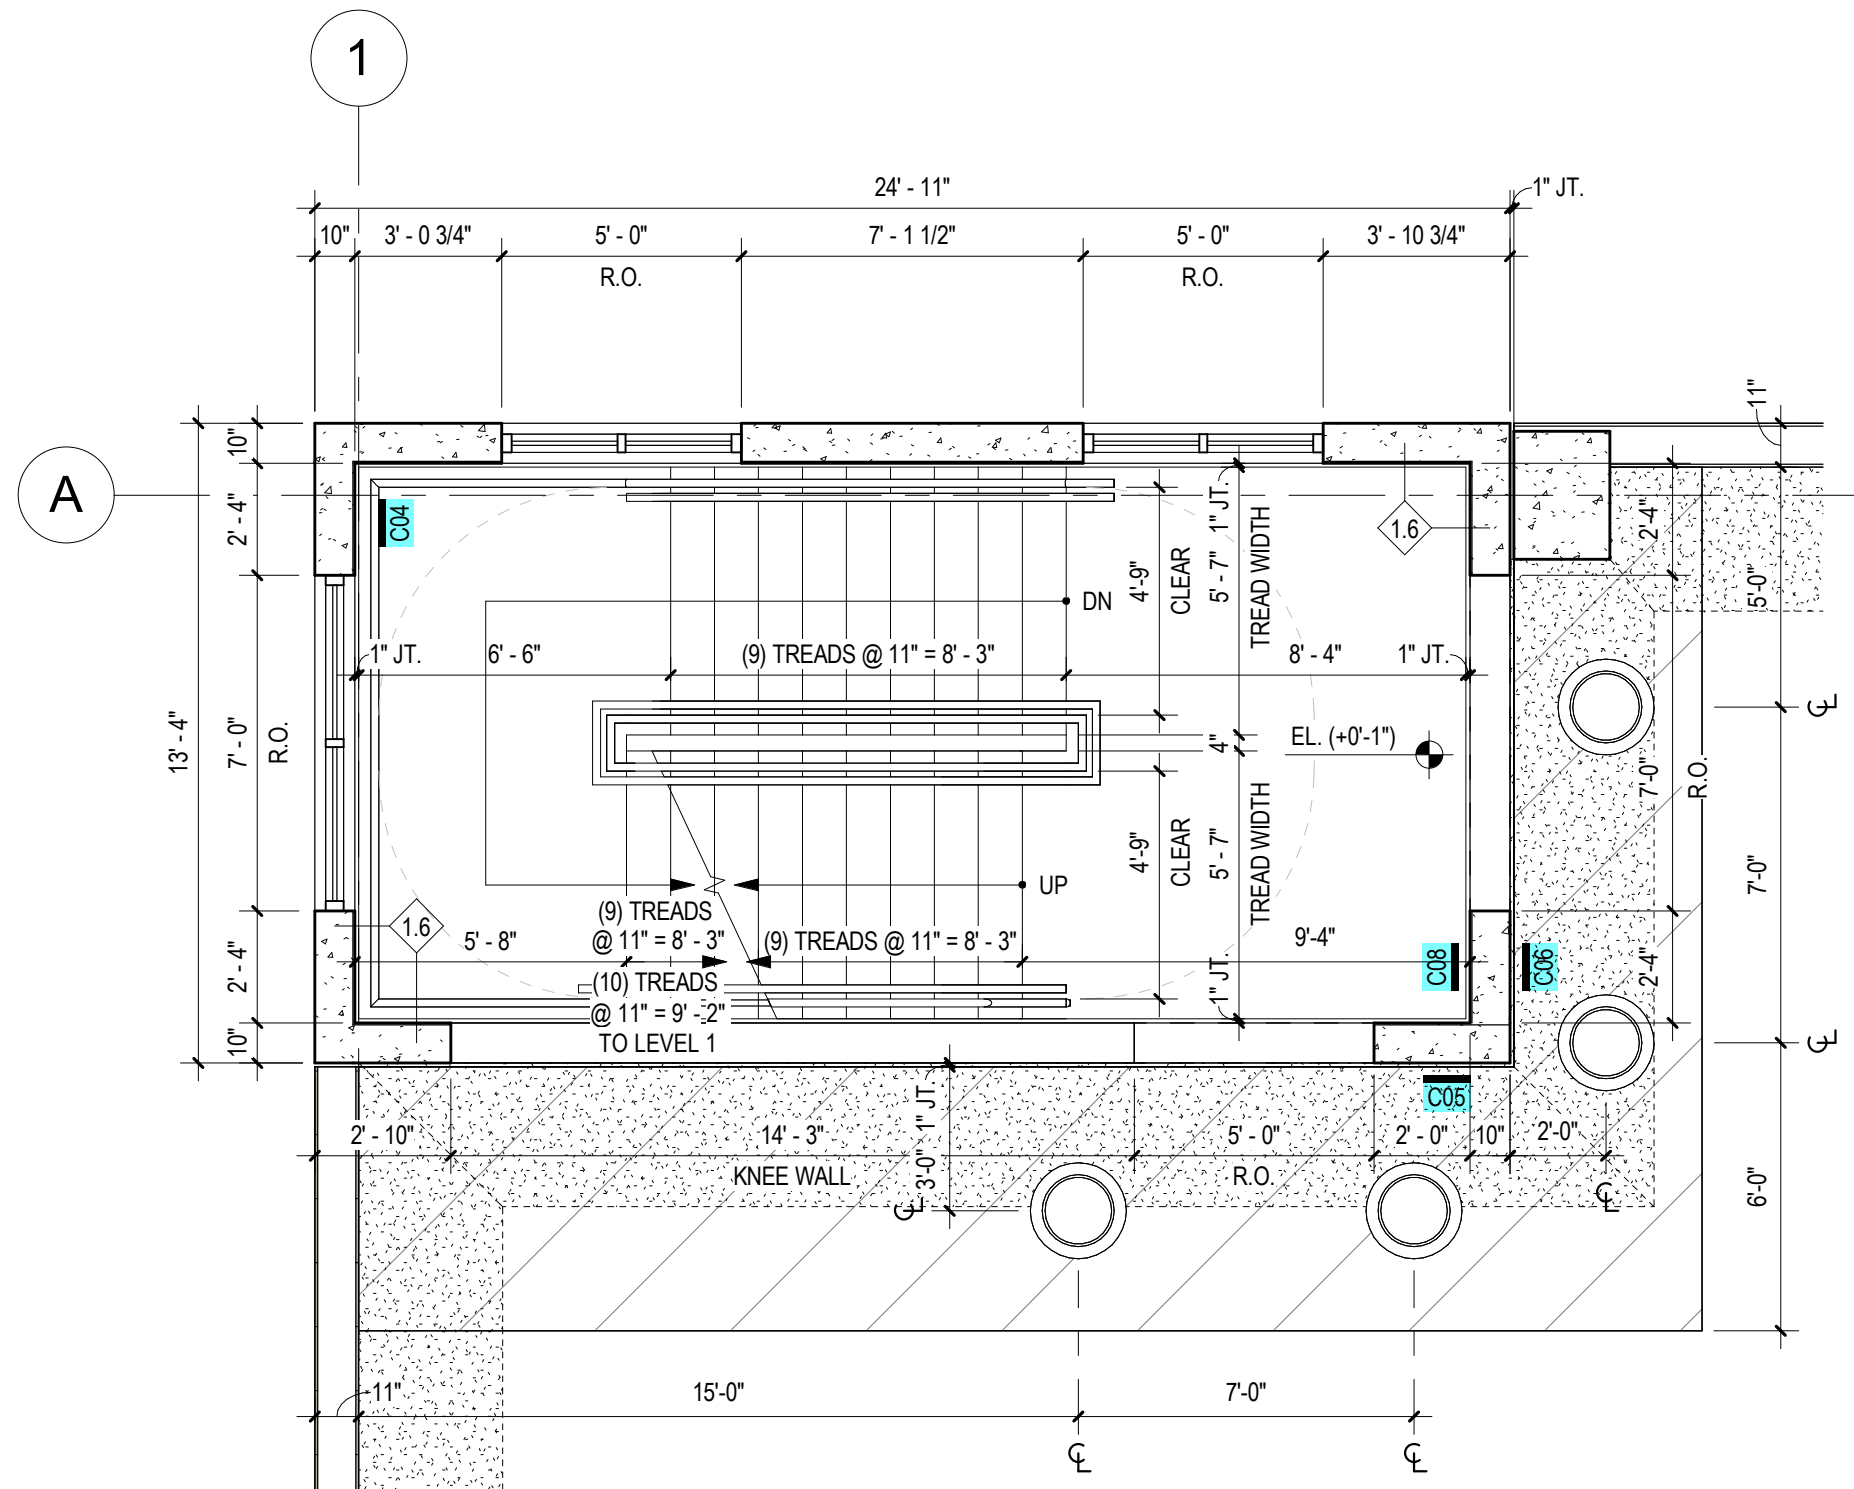 1
24' - 11"
1" JT.
10"
3' - 0 3/4"
5' - 0"
7' - 1 1/2"
5' - 0"
3' - 10 3/4"
R.O.
R.O.
11"
10"
A
2' - 4"
C04
1" JT.
TREAD WIDTH
1.6
2'-4"
4'-9"
CLEAR
5' - 7"
5'-0"
DN
1" JT.
6' - 6"
(9) TREADS @ 11" = 8' - 3"
8' - 4"
1" JT.
13' - 4"
7' - 0"
R.O.
4"
EL. (+0'-1")
7'-0"
R.O.
4'-9"
CLEAR
5' - 7"
TREAD WIDTH
7'-0"
UP
1.6
(9) TREADS
@ 11" = 8' - 3"
5' - 8"
(9) TREADS @ 11" = 8' - 3"
9'-4"
2' - 4"
(10) TREADS
@ 11" = 9' - 2"
TO LEVEL 1
1" JT.
C08
C06
2'-4"
10"
C05
2' - 10"
14' - 3"
KNEE WALL
1" JT.
3'-0"
5' - 0"
R.O.
2' - 0"
10"
2'-0"
6'-0"
11"
15'-0"
7'-0"